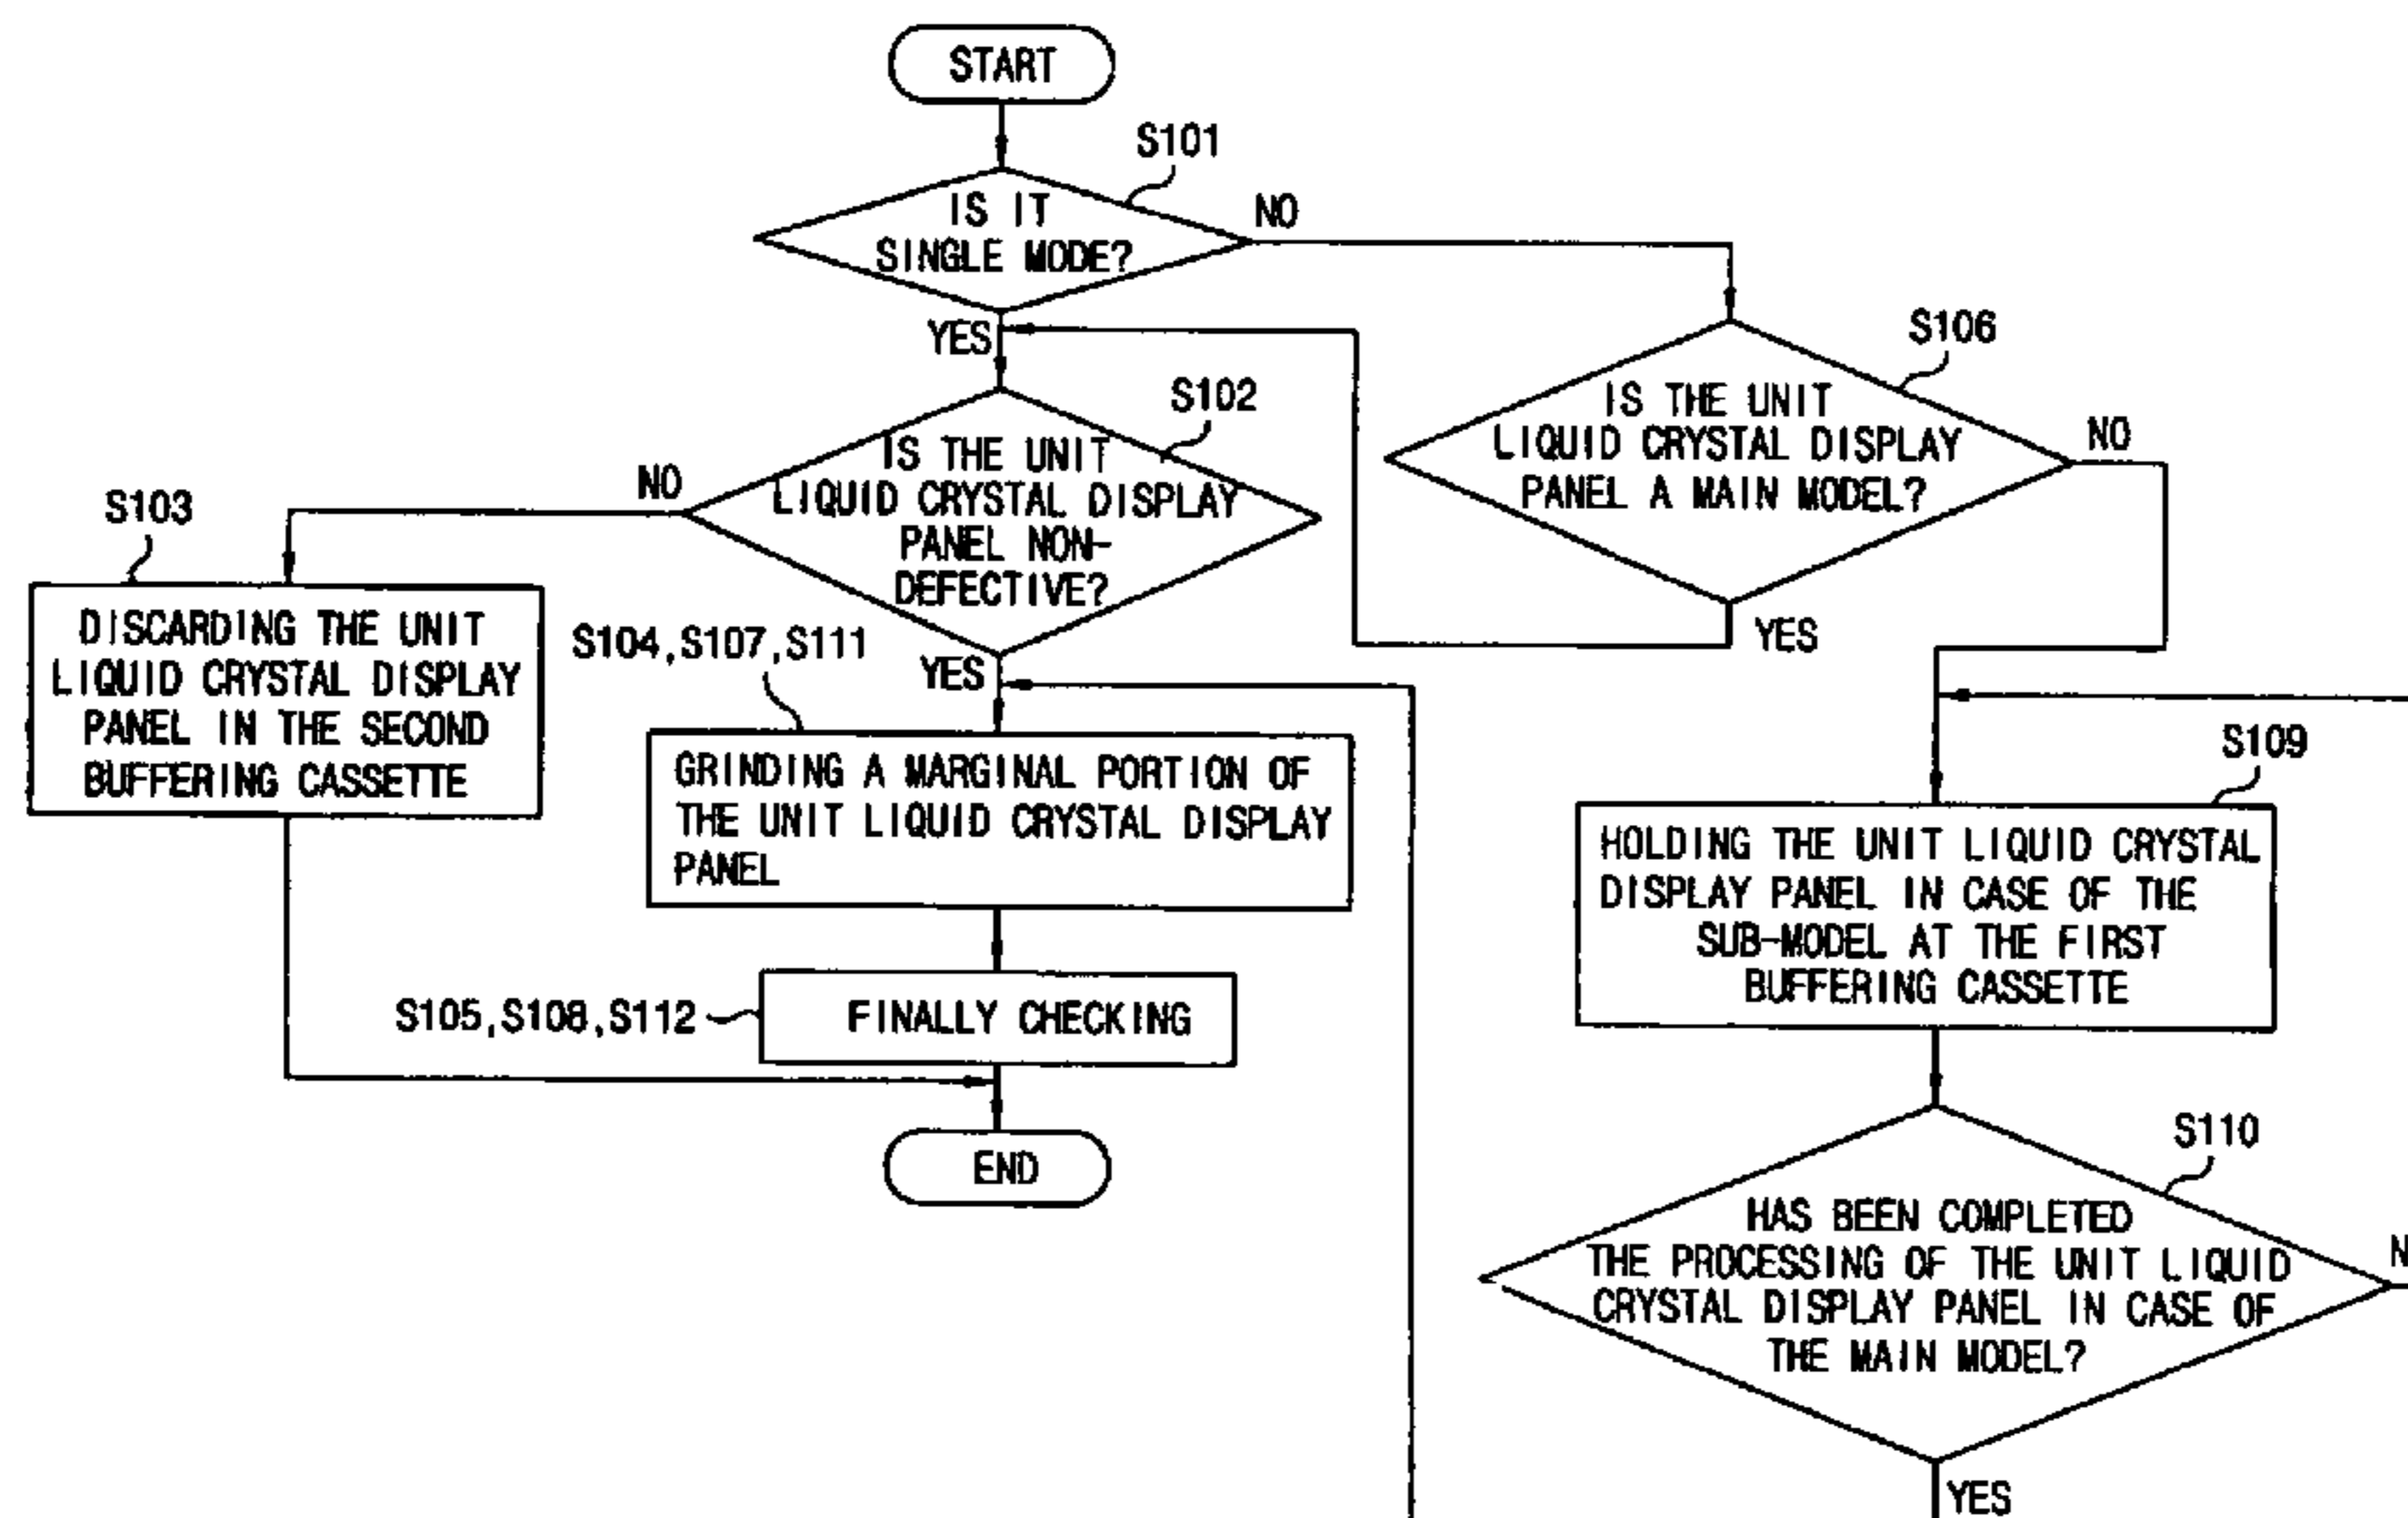 START
S101
IS IT
SINGLE MODE?
NO
YES
S106
IS THE UNIT
LIQUID CRYSTAL DISPLAY
PANEL A MAIN MODEL?
NO
YES
S102
IS THE UNIT
LIQUID CRYSTAL DISPLAY
PANEL NON-
DEFECTIVE?
NO
YES
S103
DISCARDING THE UNIT
LIQUID CRYSTAL DISPLAY
PANEL IN THE SECOND
BUFFERING CASSETTE
S104,S107,S111
GRINDING A MARGINAL PORTION OF
THE UNIT LIQUID CRYSTAL DISPLAY
PANEL
S105,S108,S112
FINALLY CHECKING
END
S109
HOLDING THE UNIT LIQUID CRYSTAL
DISPLAY PANEL IN CASE OF THE
SUB-MODEL AT THE FIRST
BUFFERING CASSETTE
S110
HAS BEEN COMPLETED
THE PROCESSING OF THE UNIT LIQUID
CRYSTAL DISPLAY PANEL IN CASE OF
THE MAIN MODEL?
YES